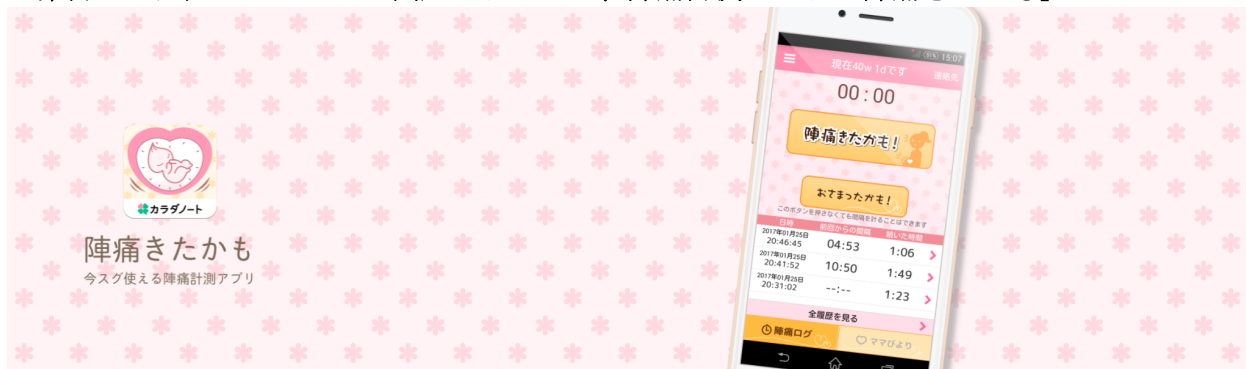 カラダノート
陣痛きたかも
今スグ使える陣痛計測アプリ
51% 15:07
現在40w 1dです
連絡先
00:00
陣痛きたかも!
おさまったかも!
このボタンを押さなくても間隔を計ることはできます
日時 前回からの間隔 続いた時間
2017年01月25日
20:46:45 04:53 1:06
2017年01月25日
20:41:52 10:50 1:49
2017年01月25日
20:31:02 --:-- 1:23
全履歴を見る
陣痛ログ ママびより